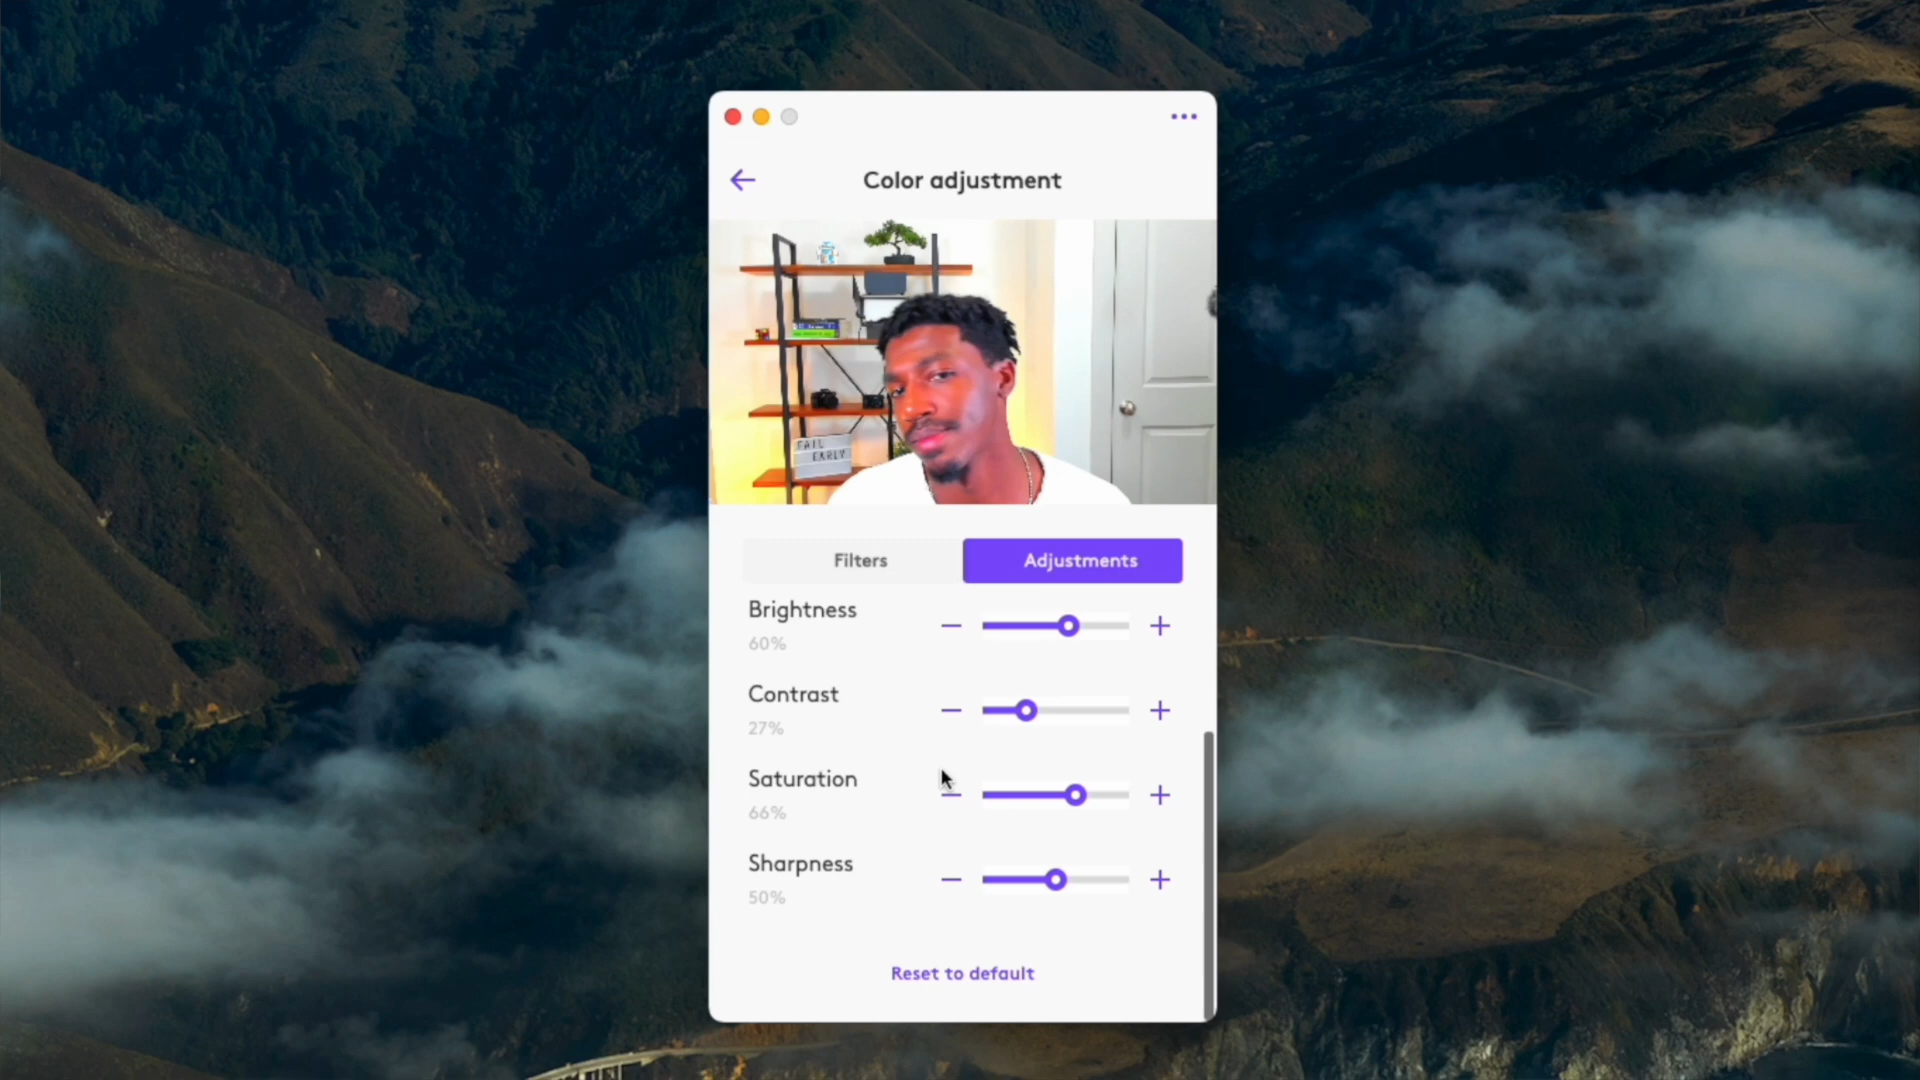 Color adjustment
FAIL
EARLY
Filters
Adjustments
Brightness
60%
Contrast
27%
Saturation
66%
Sharpness
50%
Reset to default